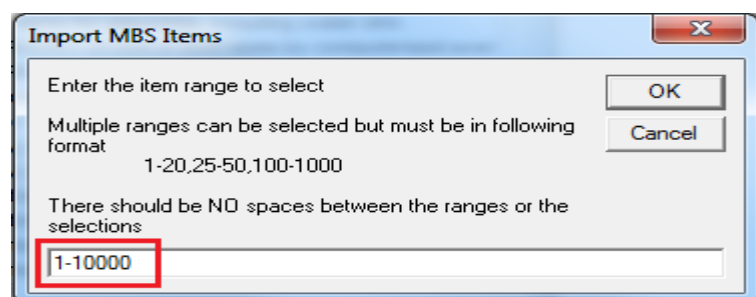 Import MBS Items
Enter the item range to select
OK
Multiple ranges can be selected but must be in following
format
Cancel
1-20,25-50,100-1000
There should be NO spaces between the ranges or the
selections
1-10000